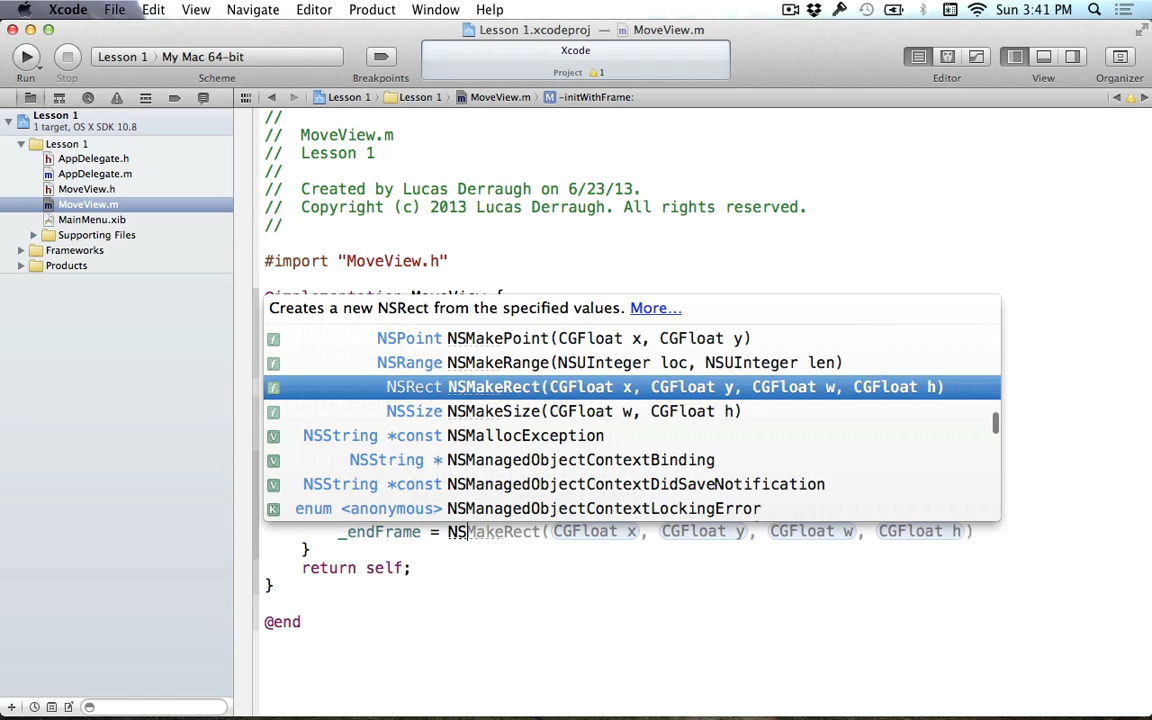 Xcode File Edit View Navigate Editor Product Window Help Sun 3:41 PM
Lesson 1.xcodeproj — MoveView.m
Lesson 1 My Mac 64-bit
Xcode
Project 1
Run Stop Scheme Breakpoints Editor View Organizer
Lesson 1 Lesson 1 MoveView.m M -initWithFrame:
Lesson 1
1 target, OS X SDK 10.8
Lesson 1
h AppDelegate.h
m AppDelegate.m
h MoveView.h
m MoveView.m
MainMenu.xib
Supporting Files
Frameworks
Products
//
// MoveView.m
// Lesson 1
//
// Created by Lucas Derraugh on 6/23/13.
// Copyright (c) 2013 Lucas Derraugh. All rights reserved.
//
#import "MoveView.h"
@implementation MoveView {
Creates a new NSRect from the specified values. More...
f NSPoint NSMakePoint(CGFloat x, CGFloat y)
f NSRange NSMakeRange(NSUInteger loc, NSUInteger len)
f NSRect NSMakeRect(CGFloat x, CGFloat y, CGFloat w, CGFloat h)
f NSSize NSMakeSize(CGFloat w, CGFloat h)
V NSString *const NSMallocException
V NSString * NSManagedObjectContextBinding
V NSString *const NSManagedObjectContextDidSaveNotification
K enum <anonymous> NSManagedObjectContextLockingError
_endFrame = NSMakeRect(CGFloat x, CGFloat y, CGFloat w, CGFloat h)
}
return self;
}
@end